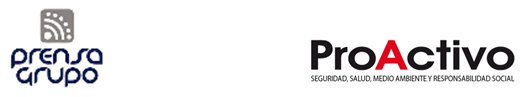 prensa
grupo
ProActivo
SEGURIDAD, SALUD, MEDIO AMBIENTE Y RESPONSABILIDAD SOCIAL